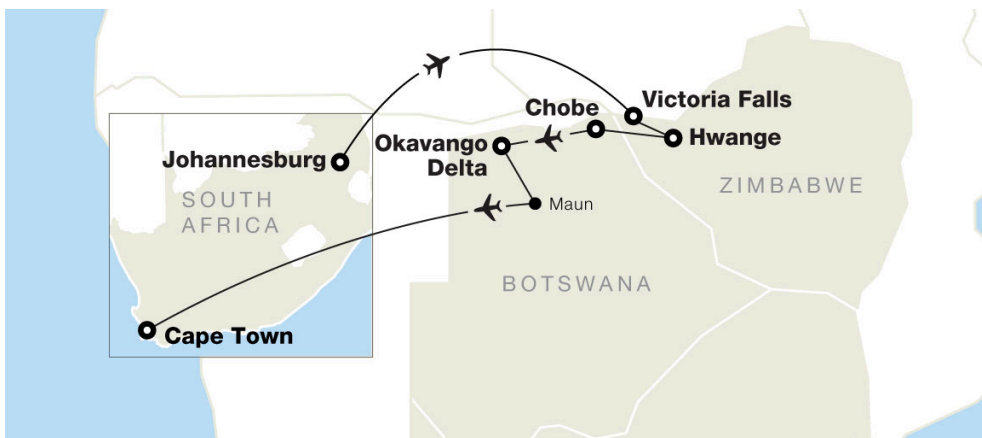 Victoria Falls
Chobe
Hwange
Okavango
Delta
Johannesburg
ZIMBABWE
SOUTH
AFRICA
Maun
BOTSWANA
Cape Town